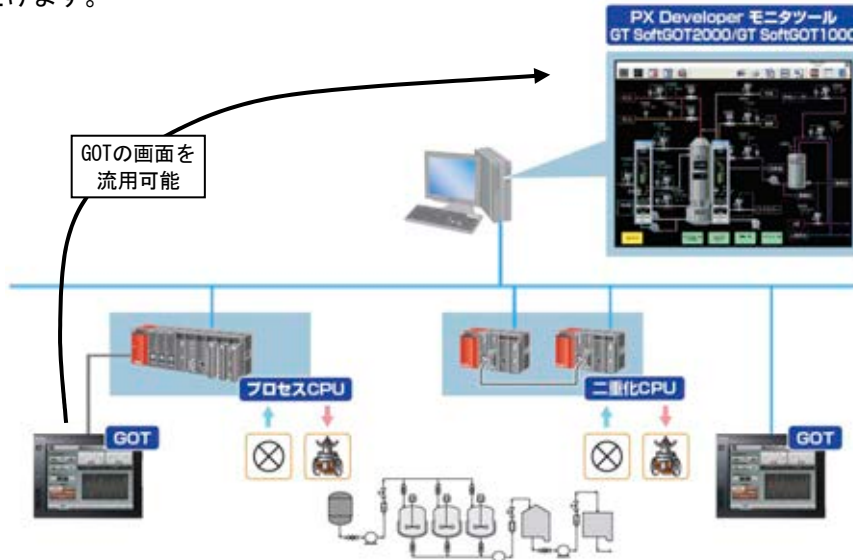 けます。
PX Developer モニタツール
GT SoftGOT2000/GT SoftGOT1000
GOTの画面を
流用可能
プロセスCPU
二重化CPU
GOT
GOT